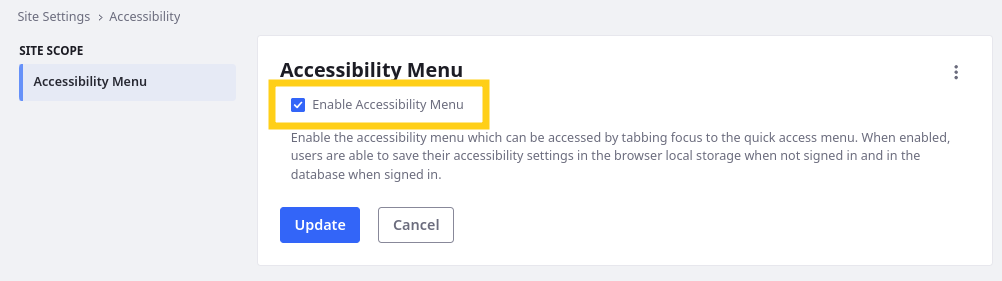 Site Settings > Accessibility
SITE SCOPE
Accessibility Menu
Accessibility Menu
Enable Accessibility Menu
Enable the accessibility menu which can be accessed by tabbing focus to the quick access menu. When enabled,
users are able to save their accessibility settings in the browser local storage when not signed in and in the
database when signed in.
Update Cancel